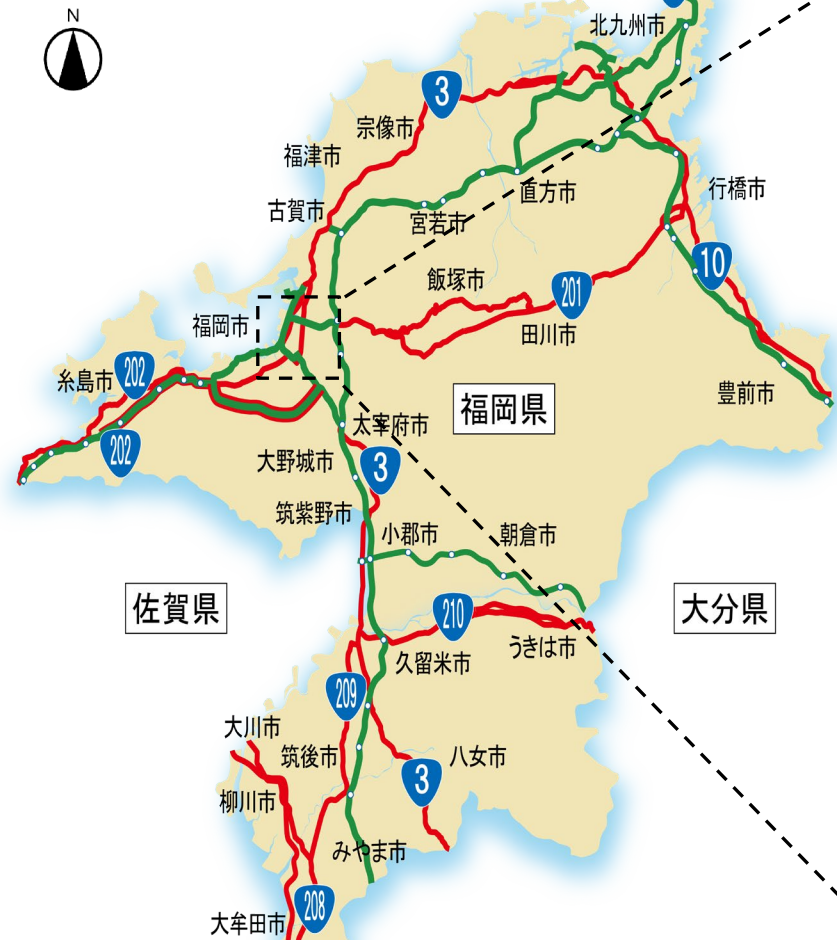 N
北九州市
3
宗像市
福津市
直方市
行橋市
古賀市
宮若市
10
飯塚市
201
福岡市
田川市
糸島市
202
豊前市
福岡県
太宰府市
202
大野城市
3
筑紫野市
小郡市
朝倉市
佐賀県
210
大分県
うきは市
久留米市
209
大川市
筑後市
八女市
3
柳川市
みやま市
208
大牟田市